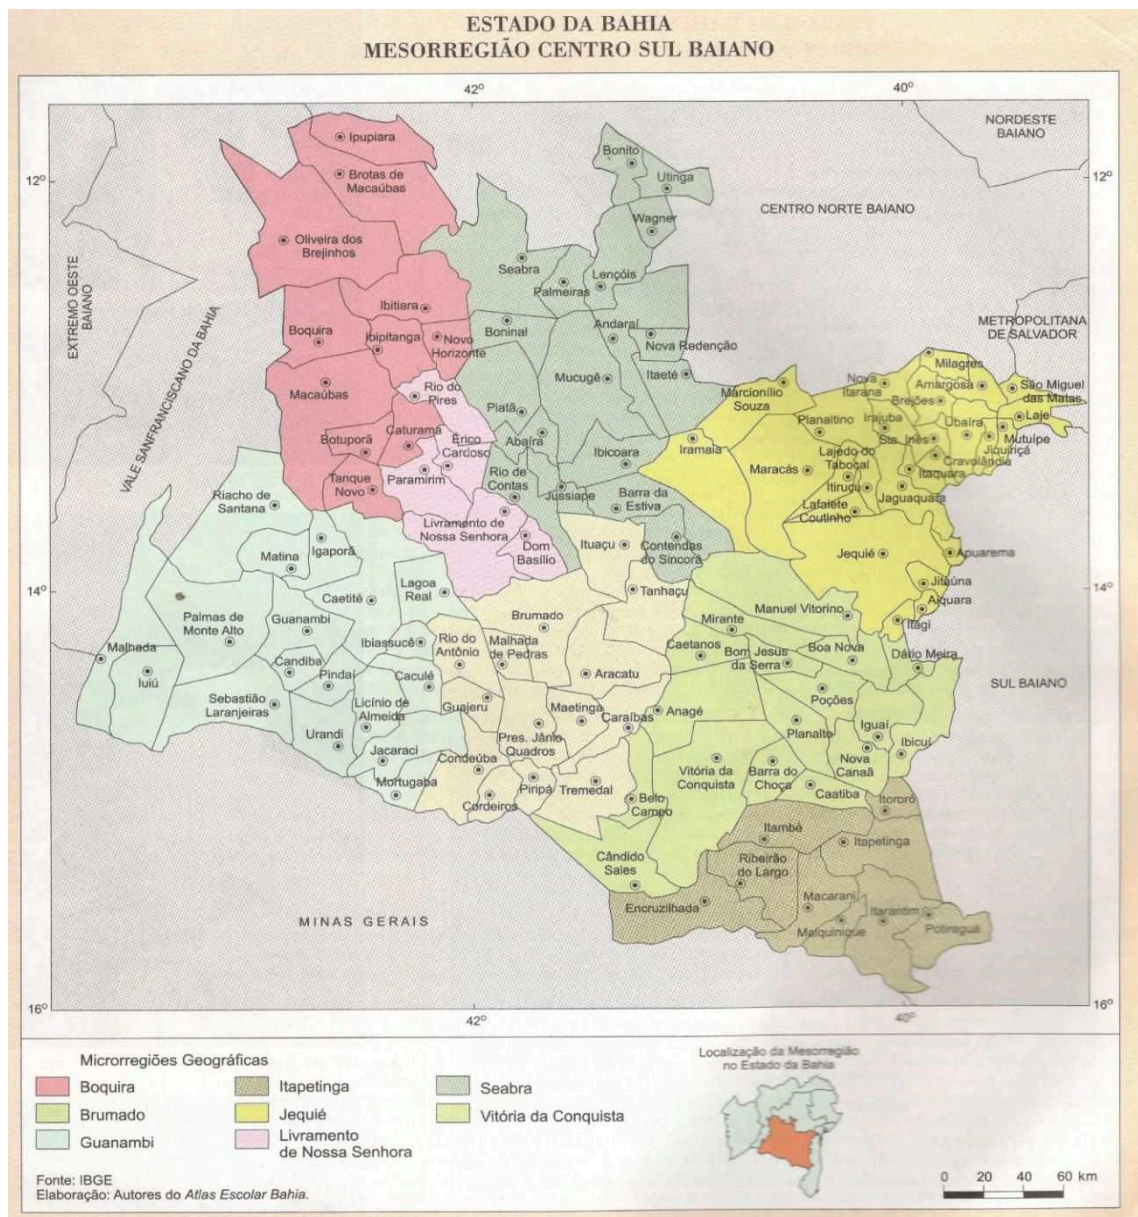 ESTADO DA BAHIA
MESORREGIÃO CENTRO SUL BAIANO
42º
40º
NORDESTE
BAIANO
12º
12º
CENTRO NORTE BAIANO
EXTREMO OESTE
BAIANO
VALE SANFRANCISCANO DA BAHIA
METROPOLITANA
DE SALVADOR
Ipupiara
Brotas de
Macaúbas
Oliveira dos
Brejinhos
Ibitiara
Boquira
Ibipitanga
Novo
Horizonte
Macaúbas
Botuporã
Caturama
Tanque
Novo
Rio do
Pires
Érico
Cardoso
Paramirim
Livramento de
Nossa Senhora
Dom
Basílio
Bonito
Utinga
Wagner
Seabra
Palmeiras
Lençóis
Boninal
Andaraí
Nova Redenção
Mucugê
Itaetê
Piatã
Abaíra
Ibicoara
Rio de
Contas
Jussiape
Barra da
Estiva
Contendas
do Sincorá
Milagres
Nova
Itarana
Amargosa
São Miguel
das Matas
Brejões
Marcionílio
Souza
Planaltino
Irajuba
Ubaíra
Laje
Sta. Inês
Mutuípe
Jiquiriçá
Iramaia
Cravolândia
Maracás
Lajedo do
Tabocal
Itaquara
Itiruçu
Jaguaquara
Lafaiete
Coutinho
Jequié
Apuarema
Jitaúna
Aiquara
Itagi
Riacho de
Santana
Igaporã
Matina
Lagoa
Real
Caetité
Palmas de
Monte Alto
Guanambi
Ibiassucê
Malhada
Iuiú
Candiba
Pindaí
Caculé
Sebastião
Laranjeiras
Licínio de
Almeida
Urandi
Jacaraci
Mortugaba
Ituaçu
Tanhaçu
Brumado
Rio do
Antônio
Malhada
de Pedras
Aracatu
Guajeru
Maetinga
Caraíbas
Pres. Jânio
Quadros
Condeúba
Piripá
Tremedal
Cordeiros
Belo
Campo
Manuel Vitorino
Mirante
Caetanos
Bom Jesus
da Serra
Boa Nova
Dário Meira
Poções
Anagé
Planalto
Iguaí
Ibicuí
Nova
Canaã
Vitória da
Conquista
Barra do
Choça
Caatiba
Cândido
Sales
Itororó
Itambé
Itapetinga
Ribeirão
do Largo
Encruzilhada
Macarani
Itarantim
Maiquinique
Potiraguá
14º
14º
SUL BAIANO
MINAS GERAIS
16º
16º
42º
40º
Microrregiões Geográficas
Boquira
Brumado
Guanambi
Itapetinga
Jequié
Livramento
de Nossa Senhora
Seabra
Vitória da Conquista
Localização da Mesorregião
no Estado da Bahia
0 20 40 60 km
Fonte: IBGE
Elaboração: Autores do Atlas Escolar Bahia.